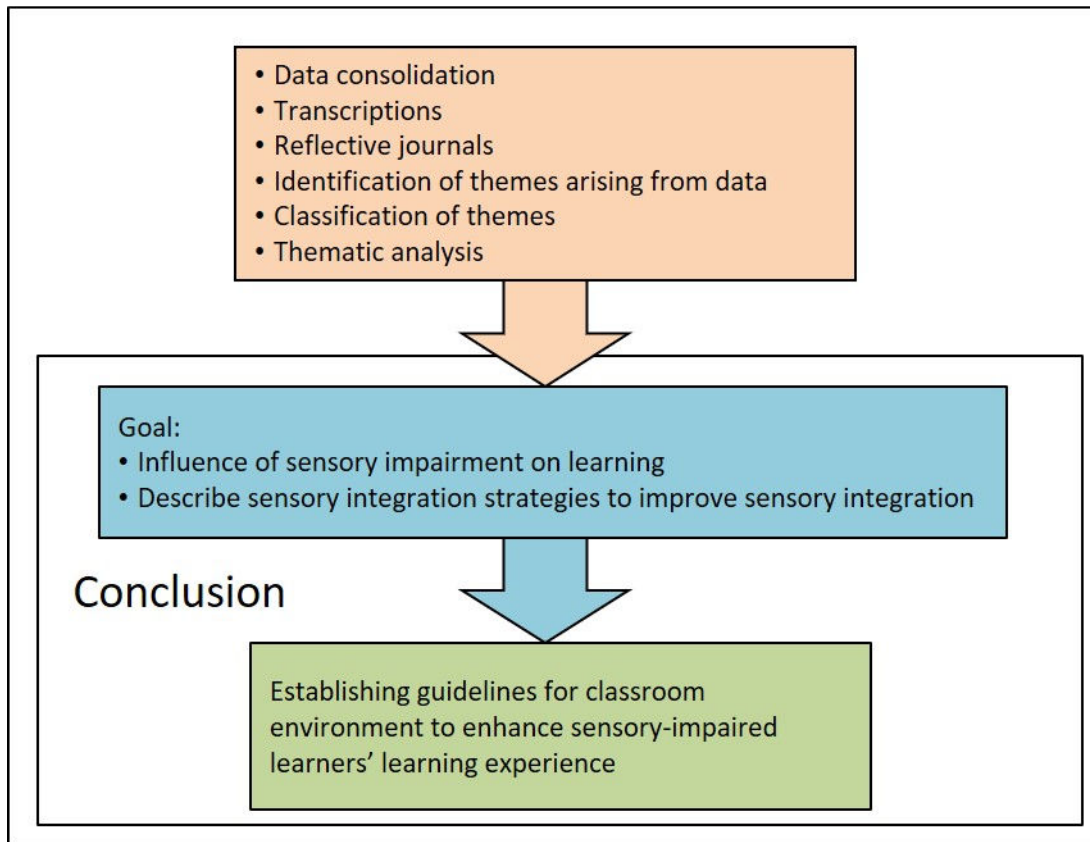 • Data consolidation
• Transcriptions
• Reflective journals
• Identification of themes arising from data
• Classification of themes
• Thematic analysis
Goal:
• Influence of sensory impairment on learning
• Describe sensory integration strategies to improve sensory integration
Conclusion
Establishing guidelines for classroom
environment to enhance sensory-impaired
learners’ learning experience